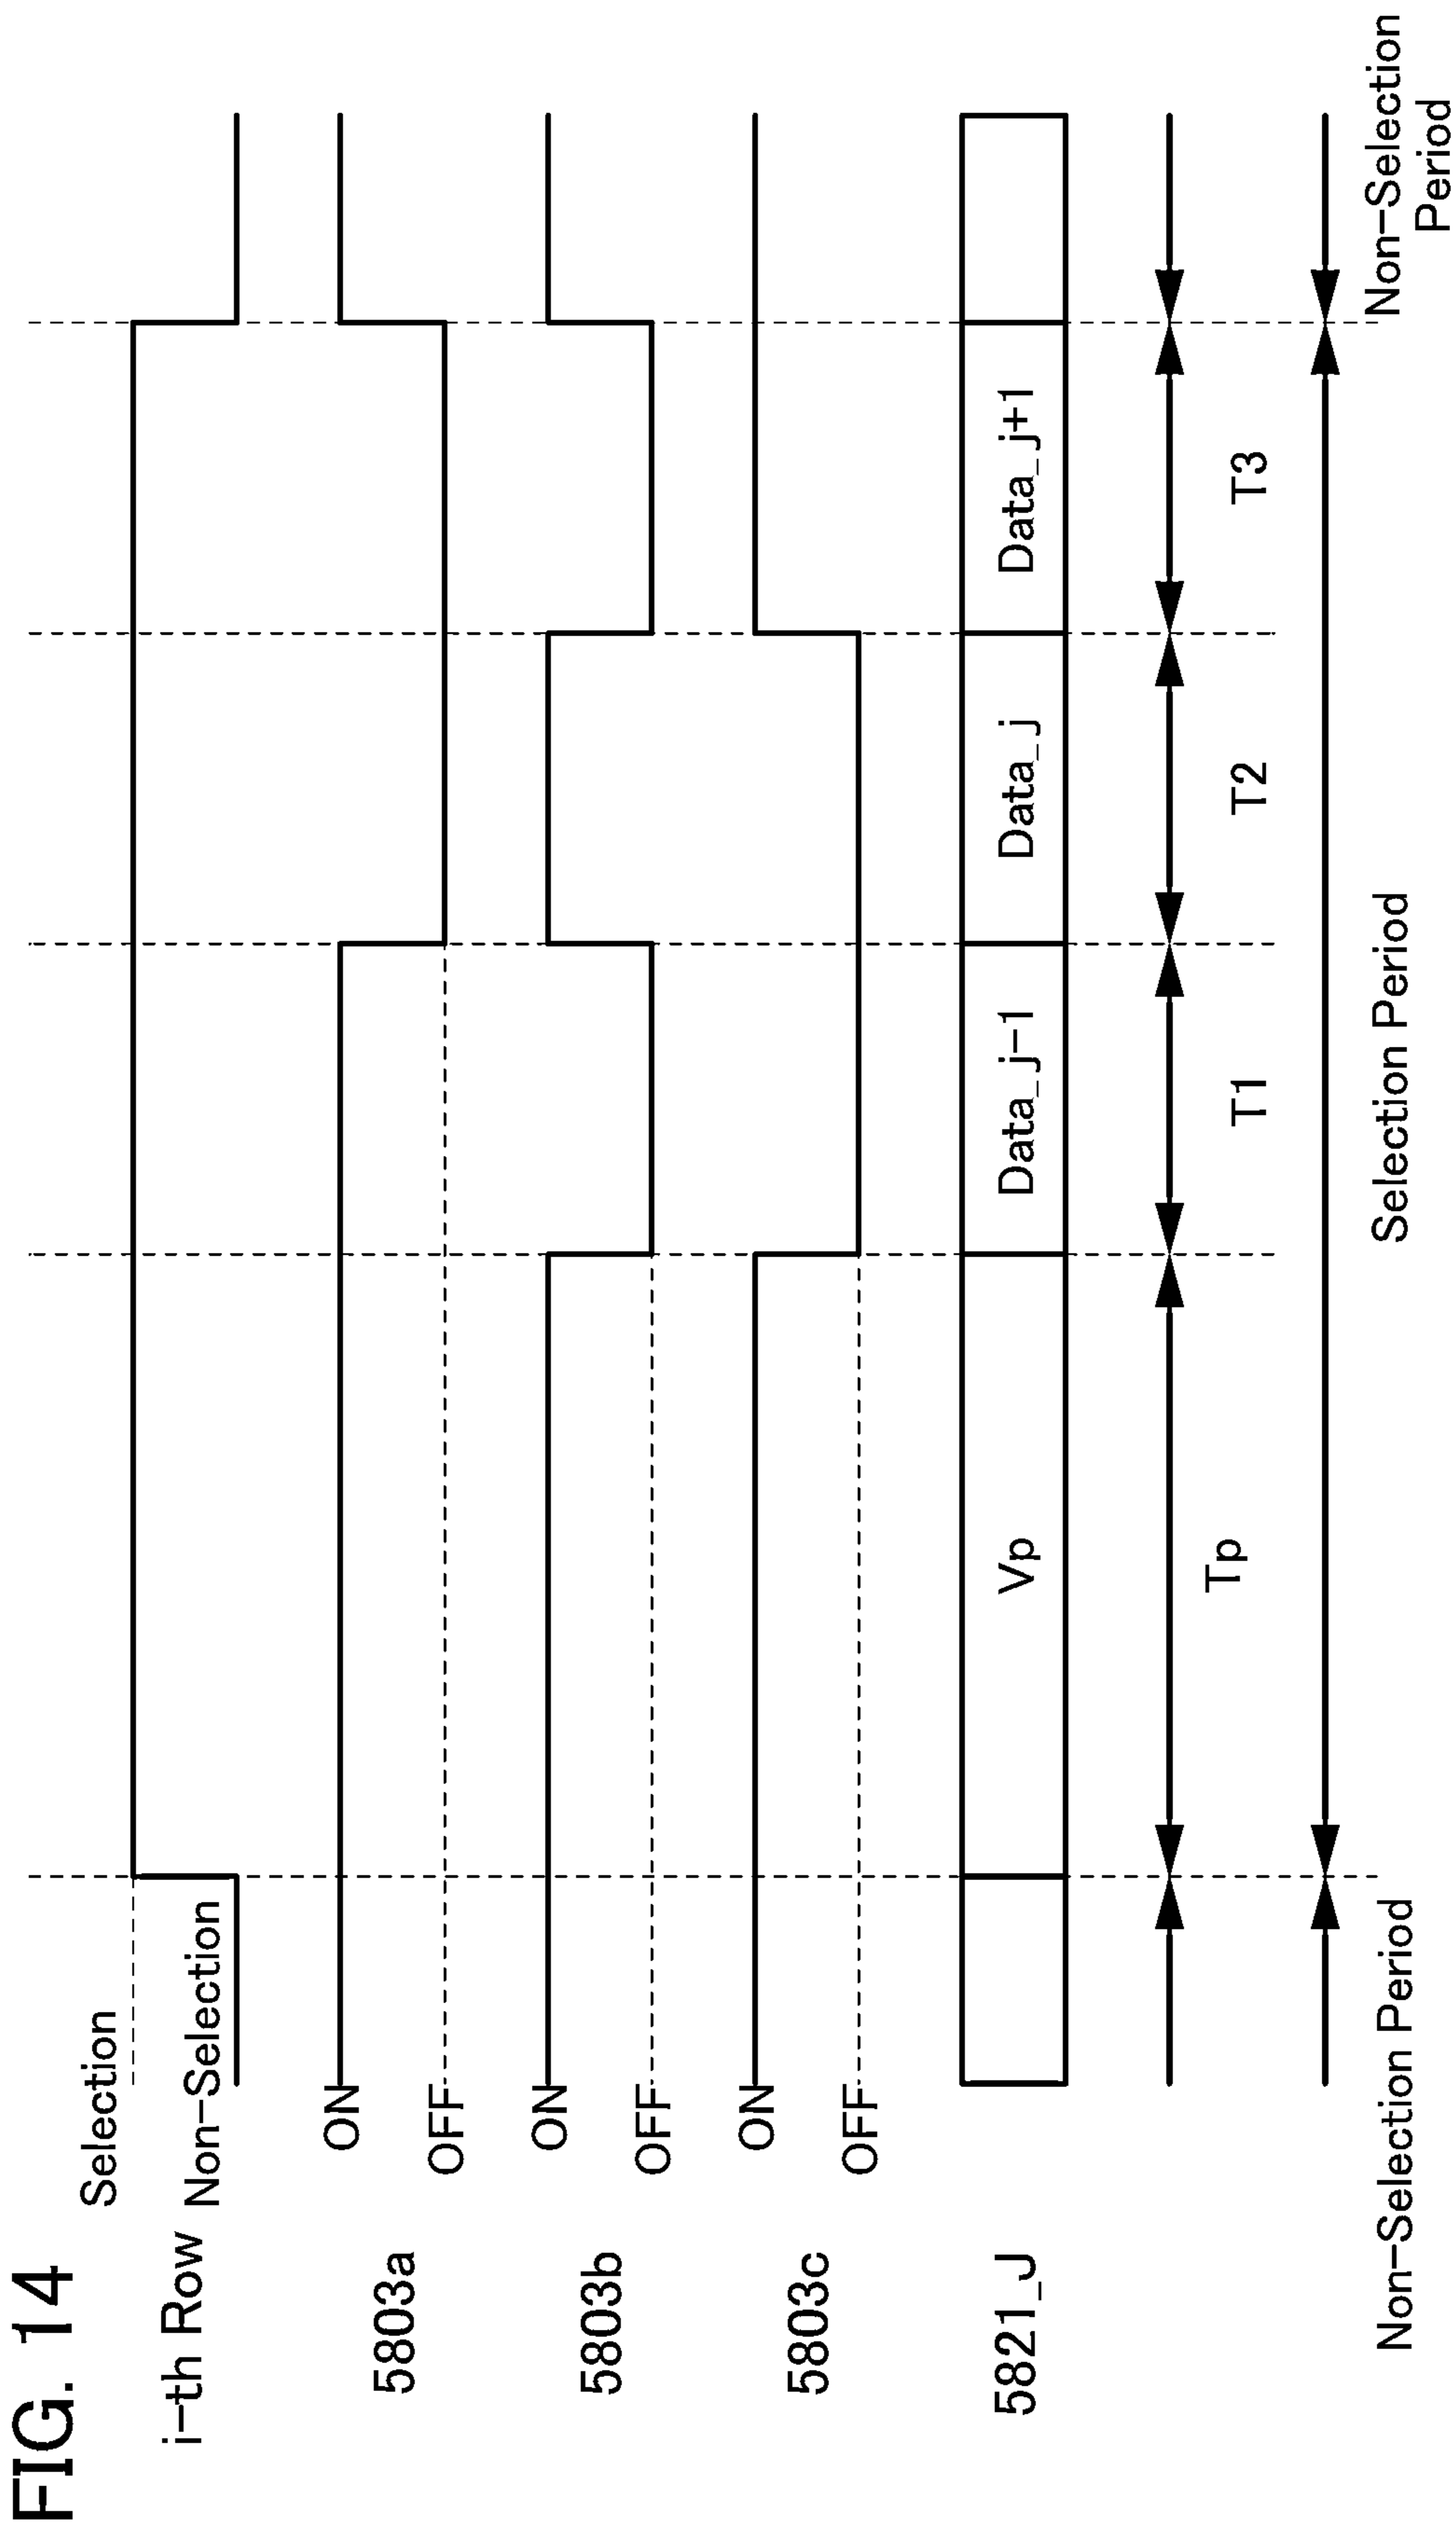 FIG. 14
Selection
i-th Row Non-Selection
ON
5803a
OFF
ON
5803b
OFF
ON
5803c
OFF
5821_J
Vp
Data_j-1
Data_j
Data_j+1
Tp
T1
T2
T3
Non-Selection Period
Selection Period
Non-Selection
Period